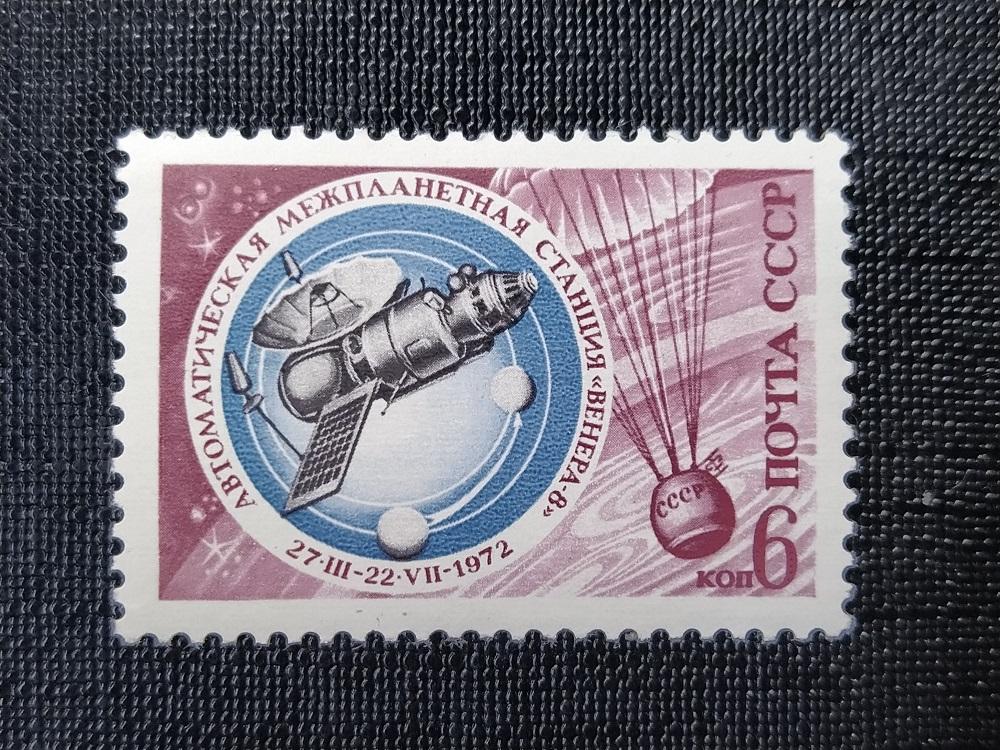 АВТОМАТИЧЕСКАЯ МЕЖПЛАНЕТНАЯ СТАНЦИЯ «ВЕНЕРА-8»
27·III-22·VII-1972
СССР
ПОЧТА СССР
КОП 6